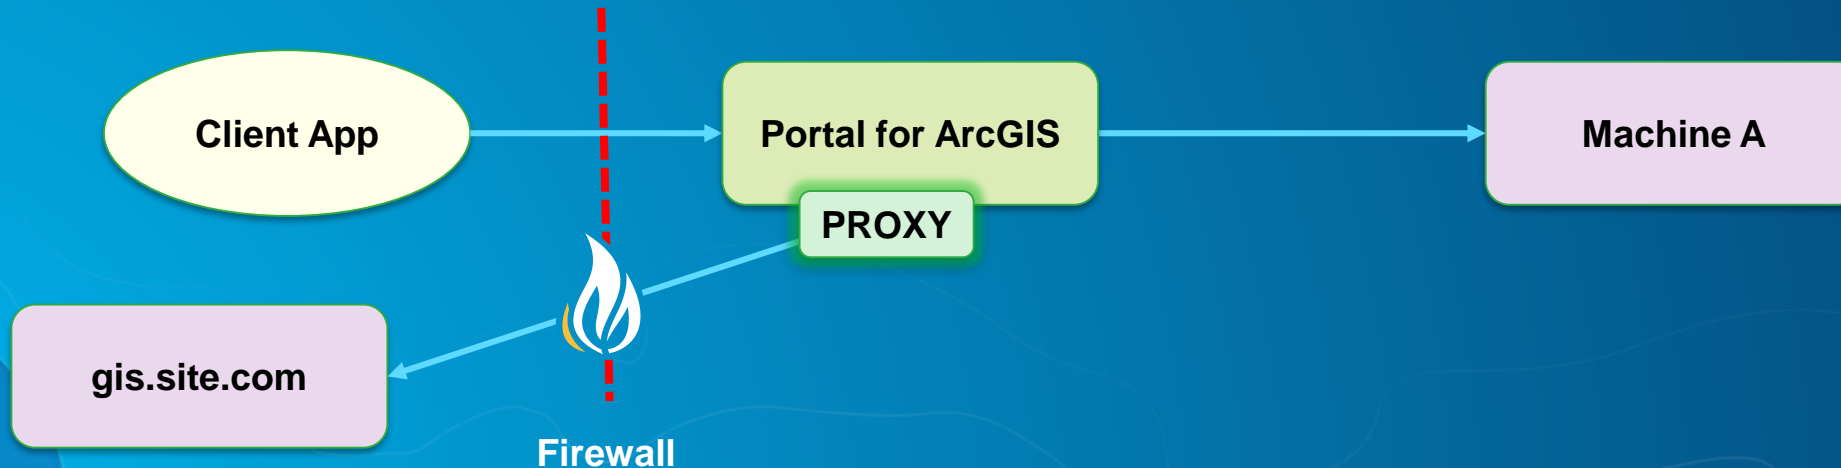 Client App
Portal for ArcGIS
Machine A
PROXY
gis.site.com
Firewall